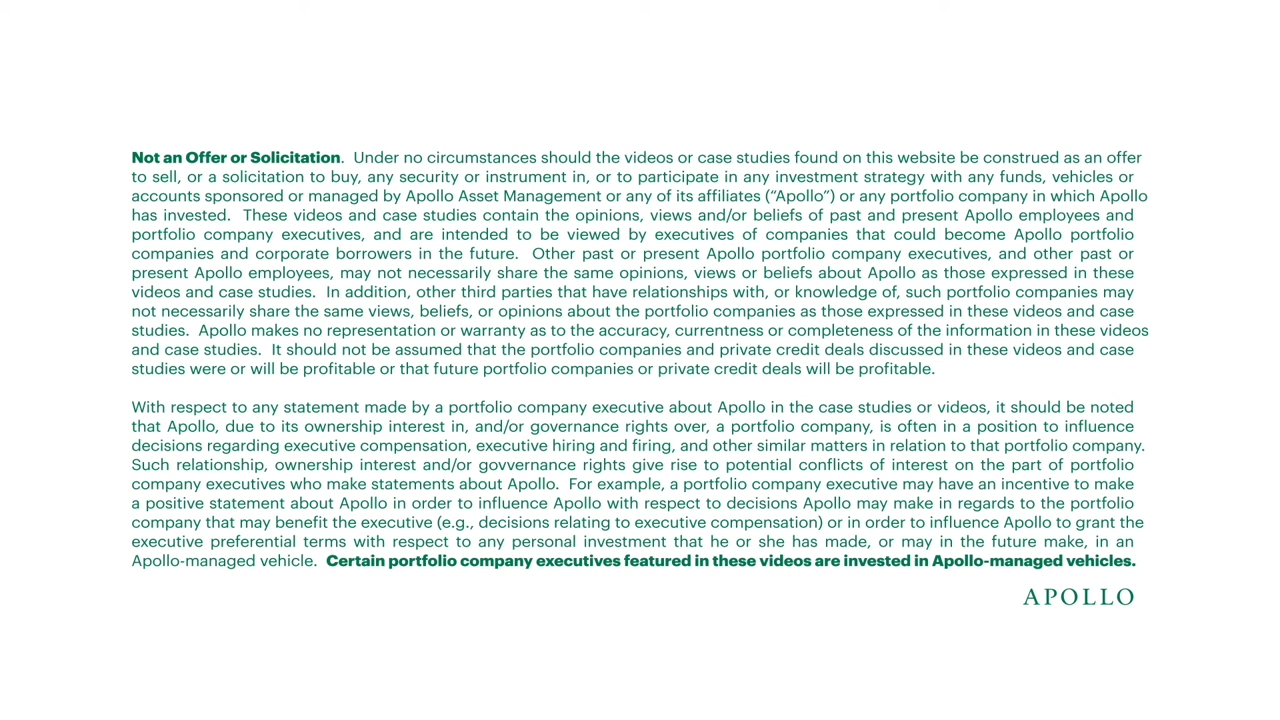 Not an Offer or Solicitation. Under no circumstances should the videos or case studies found on this website be construed as an offer
to sell, or a solicitation to buy, any security or instrument in, or to participate in any investment strategy with any funds, vehicles or
accounts sponsored or managed by Apollo Asset Management or any of its affiliates (“Apollo”) or any portfolio company in which Apollo
has invested. These videos and case studies contain the opinions, views and/or beliefs of past and present Apollo employees and
portfolio company executives, and are intended to be viewed by executives of companies that could become Apollo portfolio
companies and corporate borrowers in the future. Other past or present Apollo portfolio company executives, and other past or
present Apollo employees, may not necessarily share the same opinions, views or beliefs about Apollo as those expressed in these
videos and case studies. In addition, other third parties that have relationships with, or knowledge of, such portfolio companies may
not necessarily share the same views, beliefs, or opinions about the portfolio companies as those expressed in these videos and case
studies. Apollo makes no representation or warranty as to the accuracy, currentness or completeness of the information in these videos
and case studies. It should not be assumed that the portfolio companies and private credit deals discussed in these videos and case
studies were or will be profitable or that future portfolio companies or private credit deals will be profitable.
With respect to any statement made by a portfolio company executive about Apollo in the case studies or videos, it should be noted
that Apollo, due to its ownership interest in, and/or governance rights over, a portfolio company, is often in a position to influence
decisions regarding executive compensation, executive hiring and firing, and other similar matters in relation to that portfolio company.
Such relationship, ownership interest and/or govvernance rights give rise to potential conflicts of interest on the part of portfolio
company executives who make statements about Apollo. For example, a portfolio company executive may have an incentive to make
a positive statement about Apollo in order to influence Apollo with respect to decisions Apollo may make in regards to the portfolio
company that may benefit the executive (e.g., decisions relating to executive compensation) or in order to influence Apollo to grant the
executive preferential terms with respect to any personal investment that he or she has made, or may in the future make, in an
Apollo-managed vehicle. Certain portfolio company executives featured in these videos are invested in Apollo-managed vehicles.
APOLLO